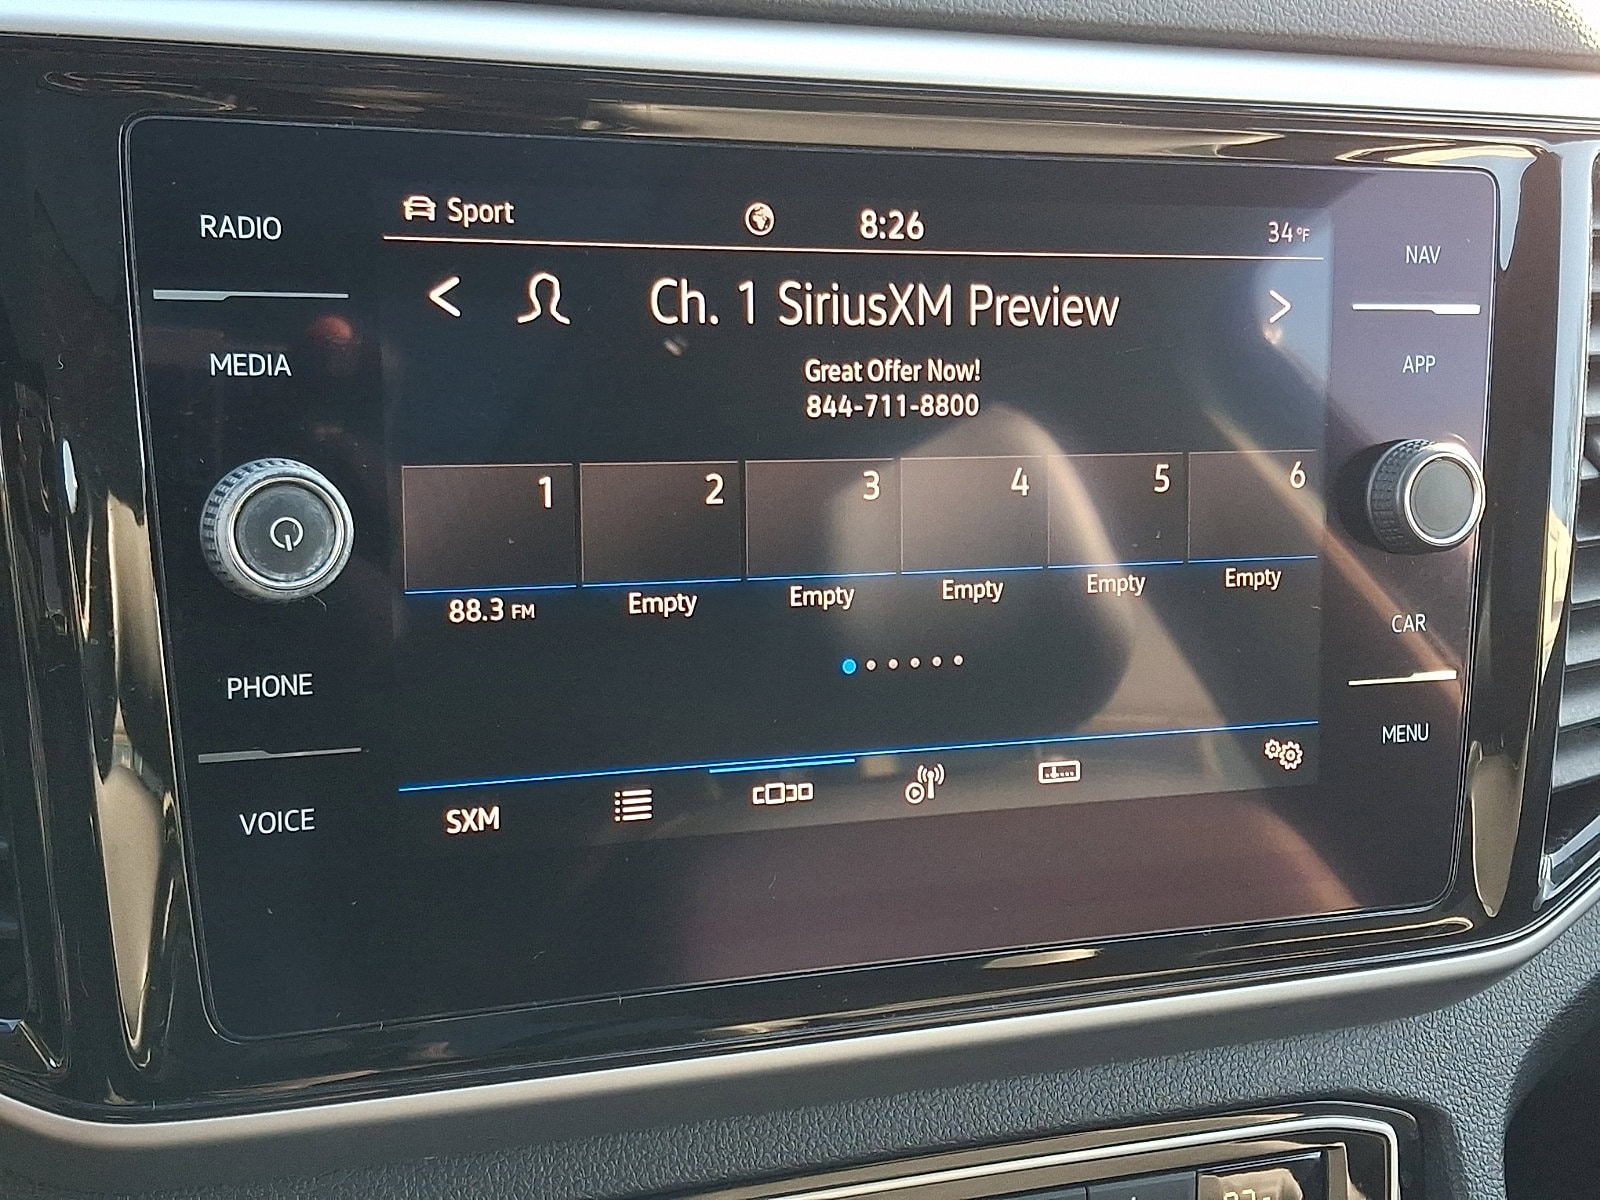 RADIO
MEDIA
PHONE
VOICE
Sport
8:26
34°F
< Ch. 1 SiriusXM Preview >
Great Offer Now!
844-711-8800
1 2 3 4 5 6
88.3 FM Empty Empty Empty Empty Empty
SXM
NAV
APP
CAR
MENU